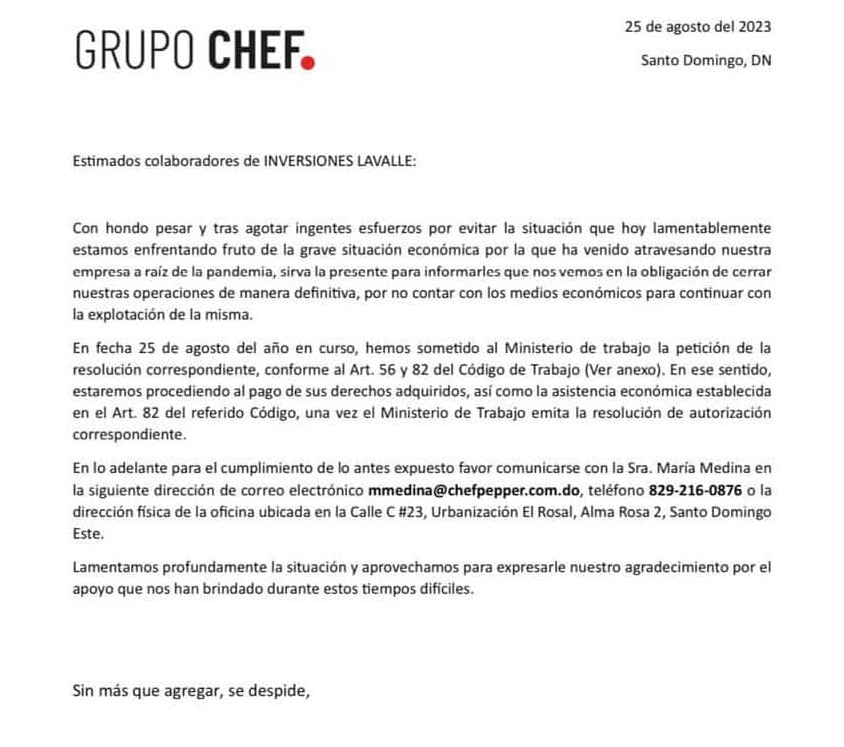 GRUPO CHEF.
25 de agosto del 2023
Santo Domingo, DN
Estimados colaboradores de INVERSIONES LAVALLE:
Con hondo pesar y tras agotar ingentes esfuerzos por evitar la situación que hoy lamentablemente
estamos enfrentando fruto de la grave situación económica por la que ha venido atravesando nuestra
empresa a raíz de la pandemia, sirva la presente para informarles que nos vemos en la obligación de cerrar
nuestras operaciones de manera definitiva, por no contar con los medios económicos para continuar con
la explotación de la misma.
En fecha 25 de agosto del año en curso, hemos sometido al Ministerio de trabajo la petición de la
resolución correspondiente, conforme al Art. 56 y 82 del Código de Trabajo (Ver anexo). En ese sentido,
estaremos procediendo al pago de sus derechos adquiridos, así como la asistencia económica establecida
en el Art. 82 del referido Código, una vez el Ministerio de Trabajo emita la resolución de autorización
correspondiente.
En lo adelante para el cumplimiento de lo antes expuesto favor comunicarse con la Sra. María Medina en
la siguiente dirección de correo electrónico mmedina@chefpepper.com.do, teléfono 829-216-0876 o la
dirección física de la oficina ubicada en la Calle C #23, Urbanización El Rosal, Alma Rosa 2, Santo Domingo
Este.
Lamentamos profundamente la situación y aprovechamos para expresarle nuestro agradecimiento por el
apoyo que nos han brindado durante estos tiempos difíciles.
Sin más que agregar, se despide,